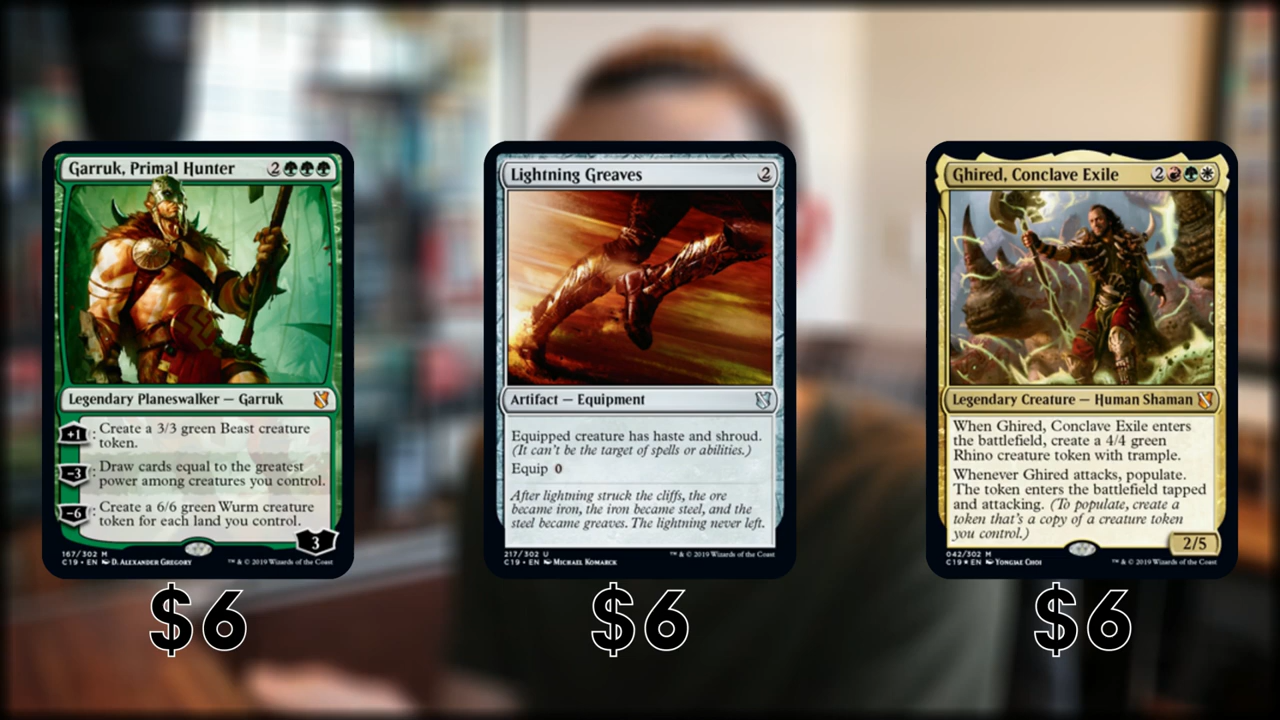 Garruk, Primal Hunter 2
Legendary Planeswalker — Garruk
+1: Create a 3/3 green Beast creature
token.
−3: Draw cards equal to the greatest
power among creatures you control.
−6: Create a 6/6 green Wurm creature
token for each land you control.
3
167/302 M
C19 • EN D. Alexander Gregory ™ & © 2019 Wizards of the Coast
$6
Lightning Greaves 2
Artifact — Equipment
Equipped creature has haste and shroud.
(It can't be the target of spells or abilities.)
Equip 0
After lightning struck the cliffs, the ore
became iron, the iron became steel, and the
steel became greaves. The lightning never left.
217/302 U
C19 • EN Michael Komarck ™ & © 2019 Wizards of the Coast
$6
Ghired, Conclave Exile 2
Legendary Creature — Human Shaman
When Ghired, Conclave Exile enters
the battlefield, create a 4/4 green
Rhino creature token with trample.
Whenever Ghired attacks, populate.
The token enters the battlefield tapped
and attacking. (To populate, create a
token that's a copy of a creature token
you control.)
2/5
042/302 M
C19 ★ EN Yongjae Choi ™ & © 2019 Wizards of the Coast
$6